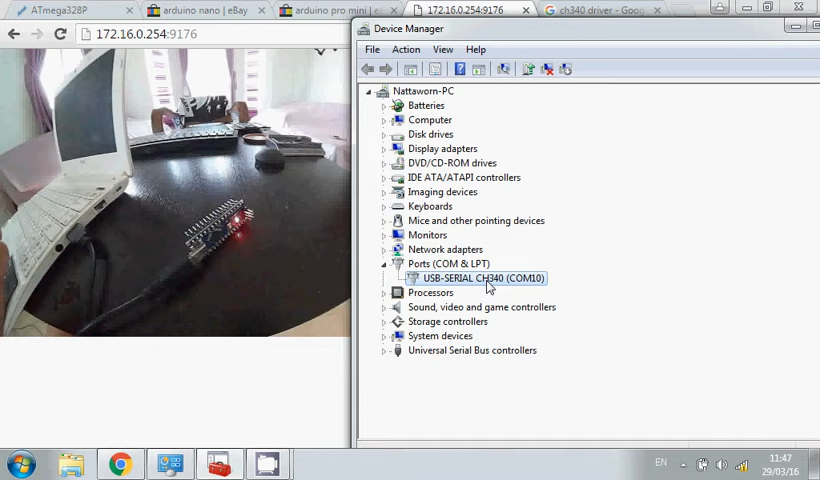 ATmega328P
arduino nano | eBay
arduino pro mini | e
172.16.0.254:9176
ch340 driver - Goog
172.16.0.254:9176
Device Manager
File Action View Help
Nattaworn-PC
Batteries
Computer
Disk drives
Display adapters
DVD/CD-ROM drives
IDE ATA/ATAPI controllers
Imaging devices
Keyboards
Mice and other pointing devices
Monitors
Network adapters
Ports (COM & LPT)
USB-SERIAL CH340 (COM10)
Processors
Sound, video and game controllers
Storage controllers
System devices
Universal Serial Bus controllers
EN
11:47
29/03/16